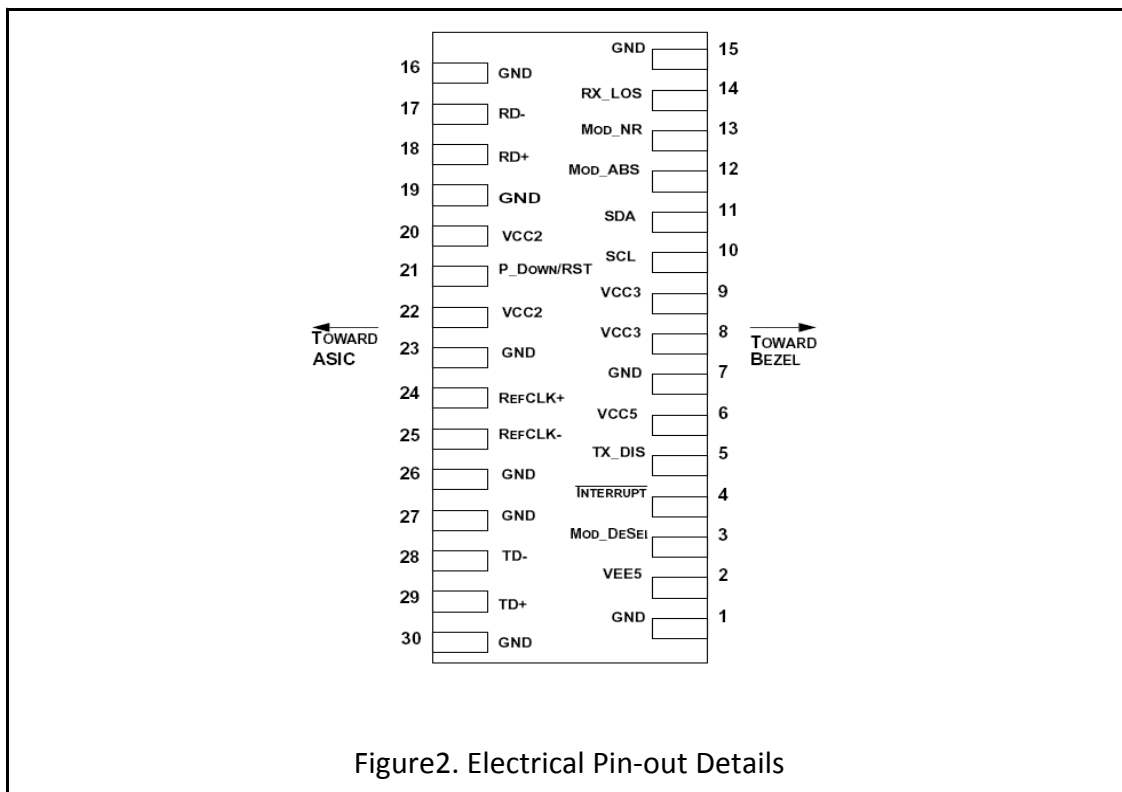 GND 15
16 GND
RX_LOS 14
17 RD-
MOD_NR 13
18 RD+
MOD_ABS 12
19 GND
SDA 11
20 VCC2
SCL 10
21 P_DOWN/RST
VCC3 9
22 VCC2
VCC3 8
TOWARD
ASIC
TOWARD
BEZEL
23 GND
GND 7
24 REFCLK+
VCC5 6
25 REFCLK-
TX_DIS 5
26 GND
INTERRUPT 4
27 GND
MOD_DESEL 3
28 TD-
VEE5 2
29 TD+
GND 1
30 GND
Figure2. Electrical Pin-out Details